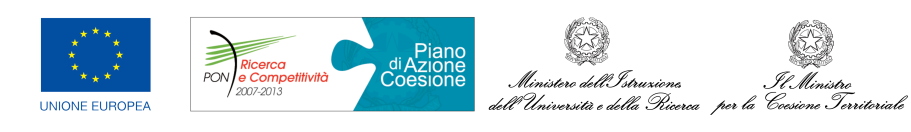 UNIONE EUROPEA
PON
Ricerca
e Competitività
2007-2013
Piano
di Azione
Coesione
Ministero dell'Istruzione
dell'Università e della Ricerca
Il Ministro
per la Coesione Territoriale